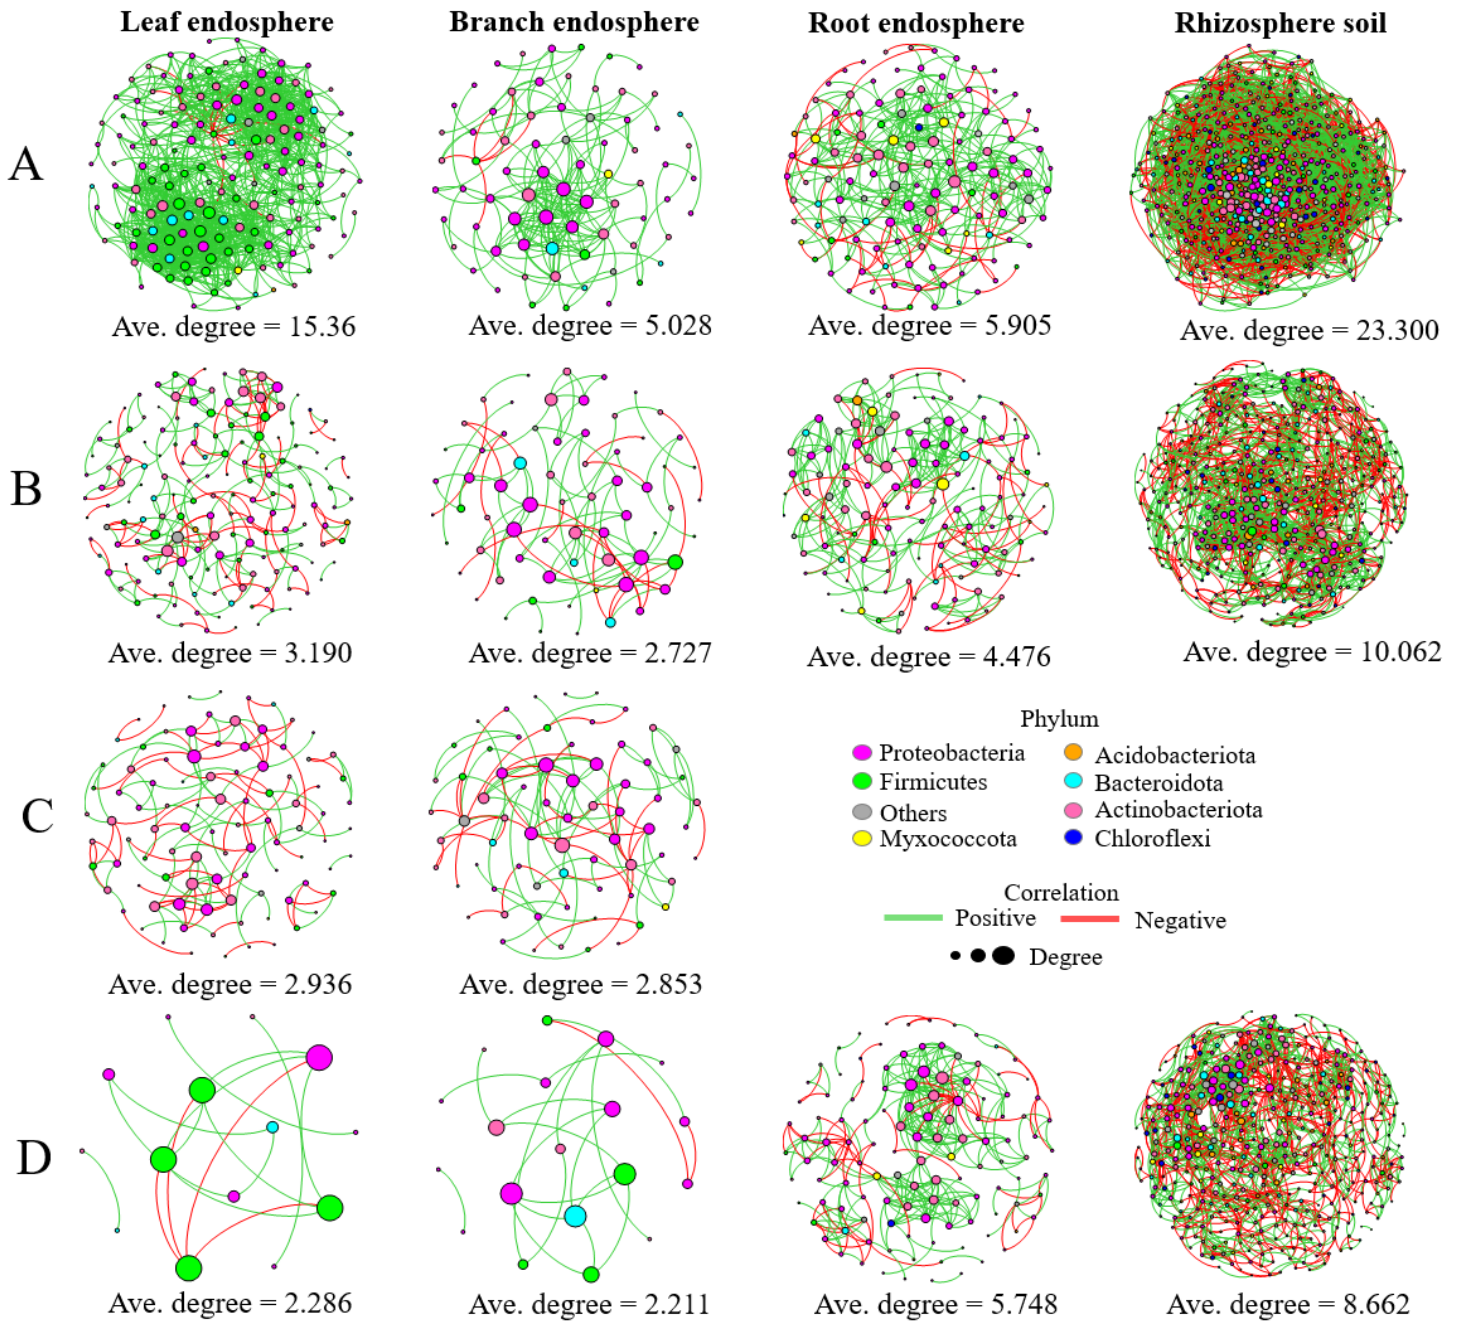 Leaf endosphere
Branch endosphere
Root endosphere
Rhizosphere soil
A
Ave. degree = 15.36
Ave. degree = 5.028
Ave. degree = 5.905
Ave. degree = 23.300
B
Ave. degree = 3.190
Ave. degree = 2.727
Ave. degree = 4.476
Ave. degree = 10.062
C
Ave. degree = 2.936
Ave. degree = 2.853
Phylum
Proteobacteria
Acidobacteriota
Firmicutes
Bacteroidota
Others
Actinobacteriota
Myxococcota
Chloroflexi
Correlation
Positive
Negative
Degree
D
Ave. degree = 2.286
Ave. degree = 2.211
Ave. degree = 5.748
Ave. degree = 8.662